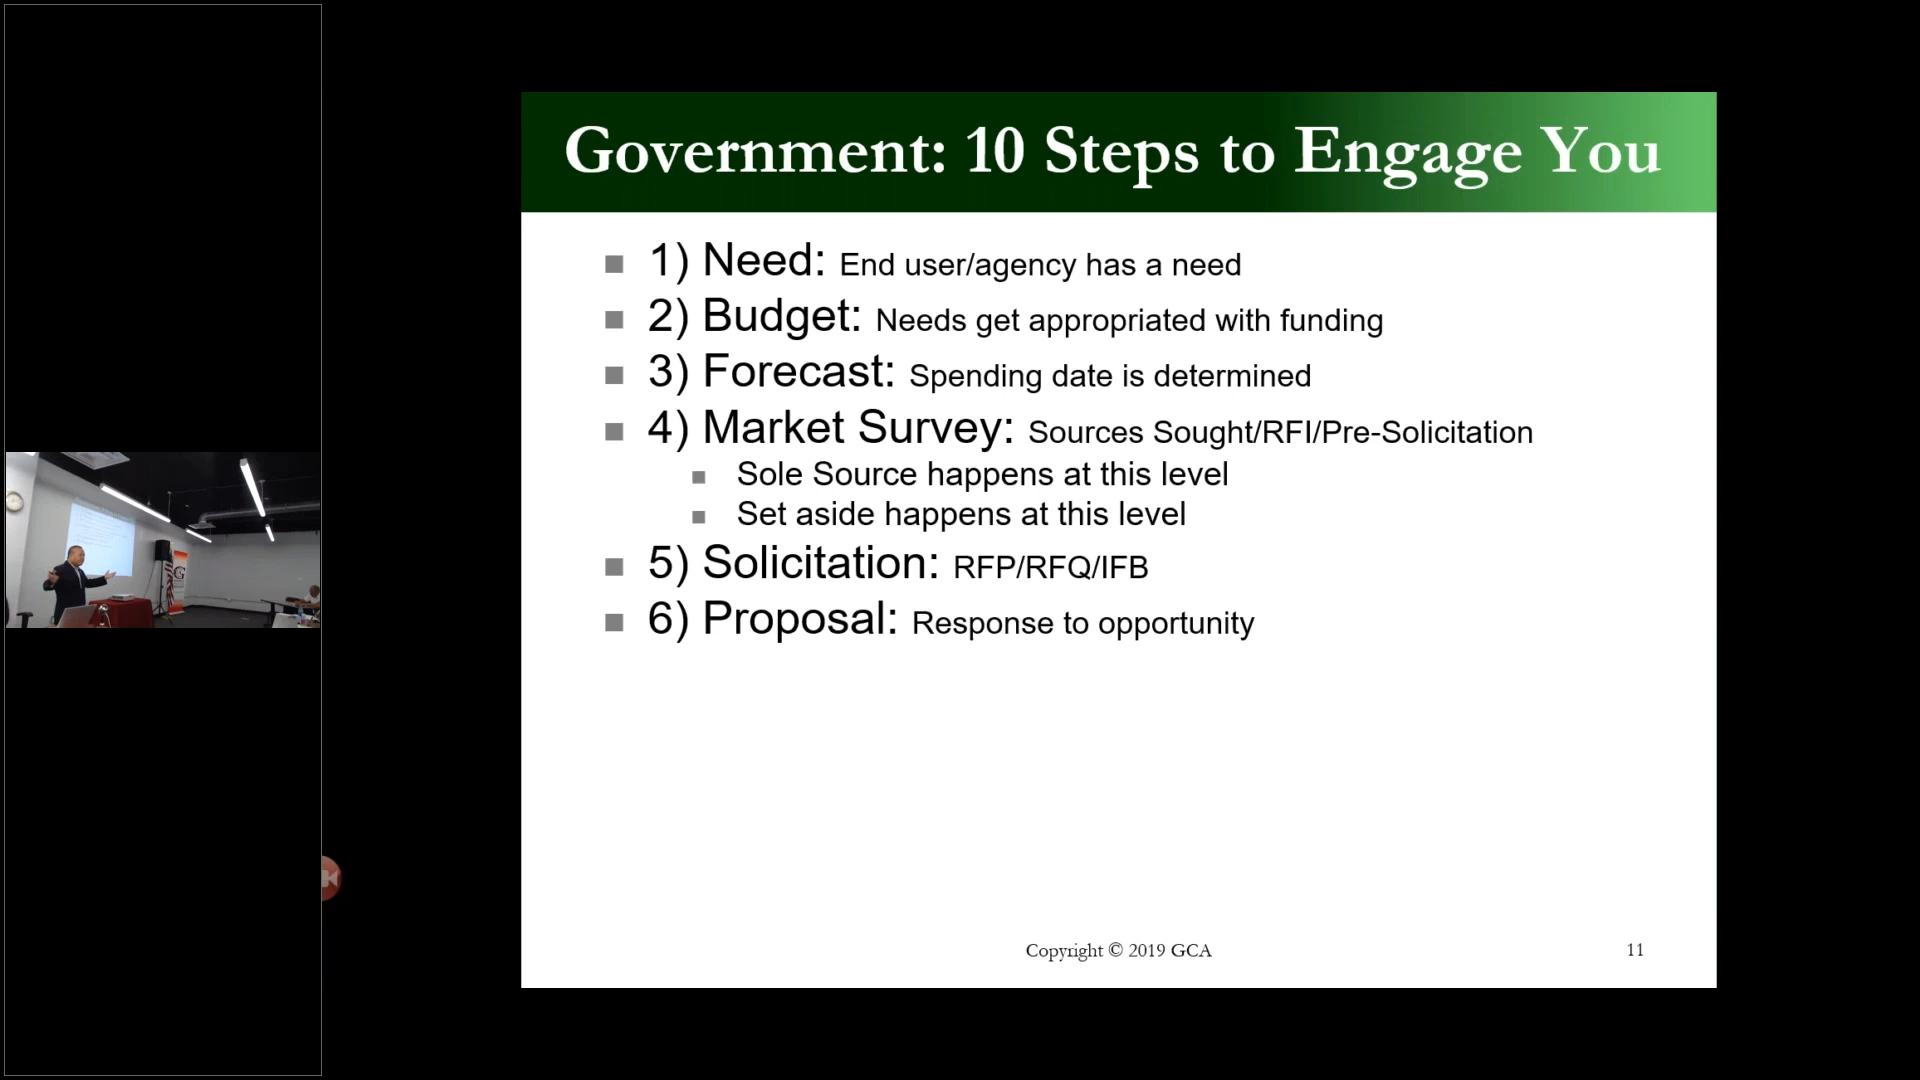 Government: 10 Steps to Engage You
1) Need: End user/agency has a need
2) Budget: Needs get appropriated with funding
3) Forecast: Spending date is determined
4) Market Survey: Sources Sought/RFI/Pre-Solicitation
Sole Source happens at this level
Set aside happens at this level
5) Solicitation: RFP/RFQ/IFB
6) Proposal: Response to opportunity
Copyright © 2019 GCA
11